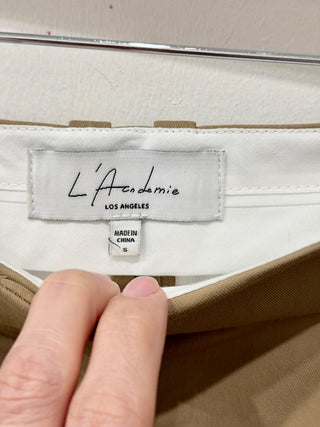 L'Academie
LOS ANGELES
MADE IN
CHINA
S